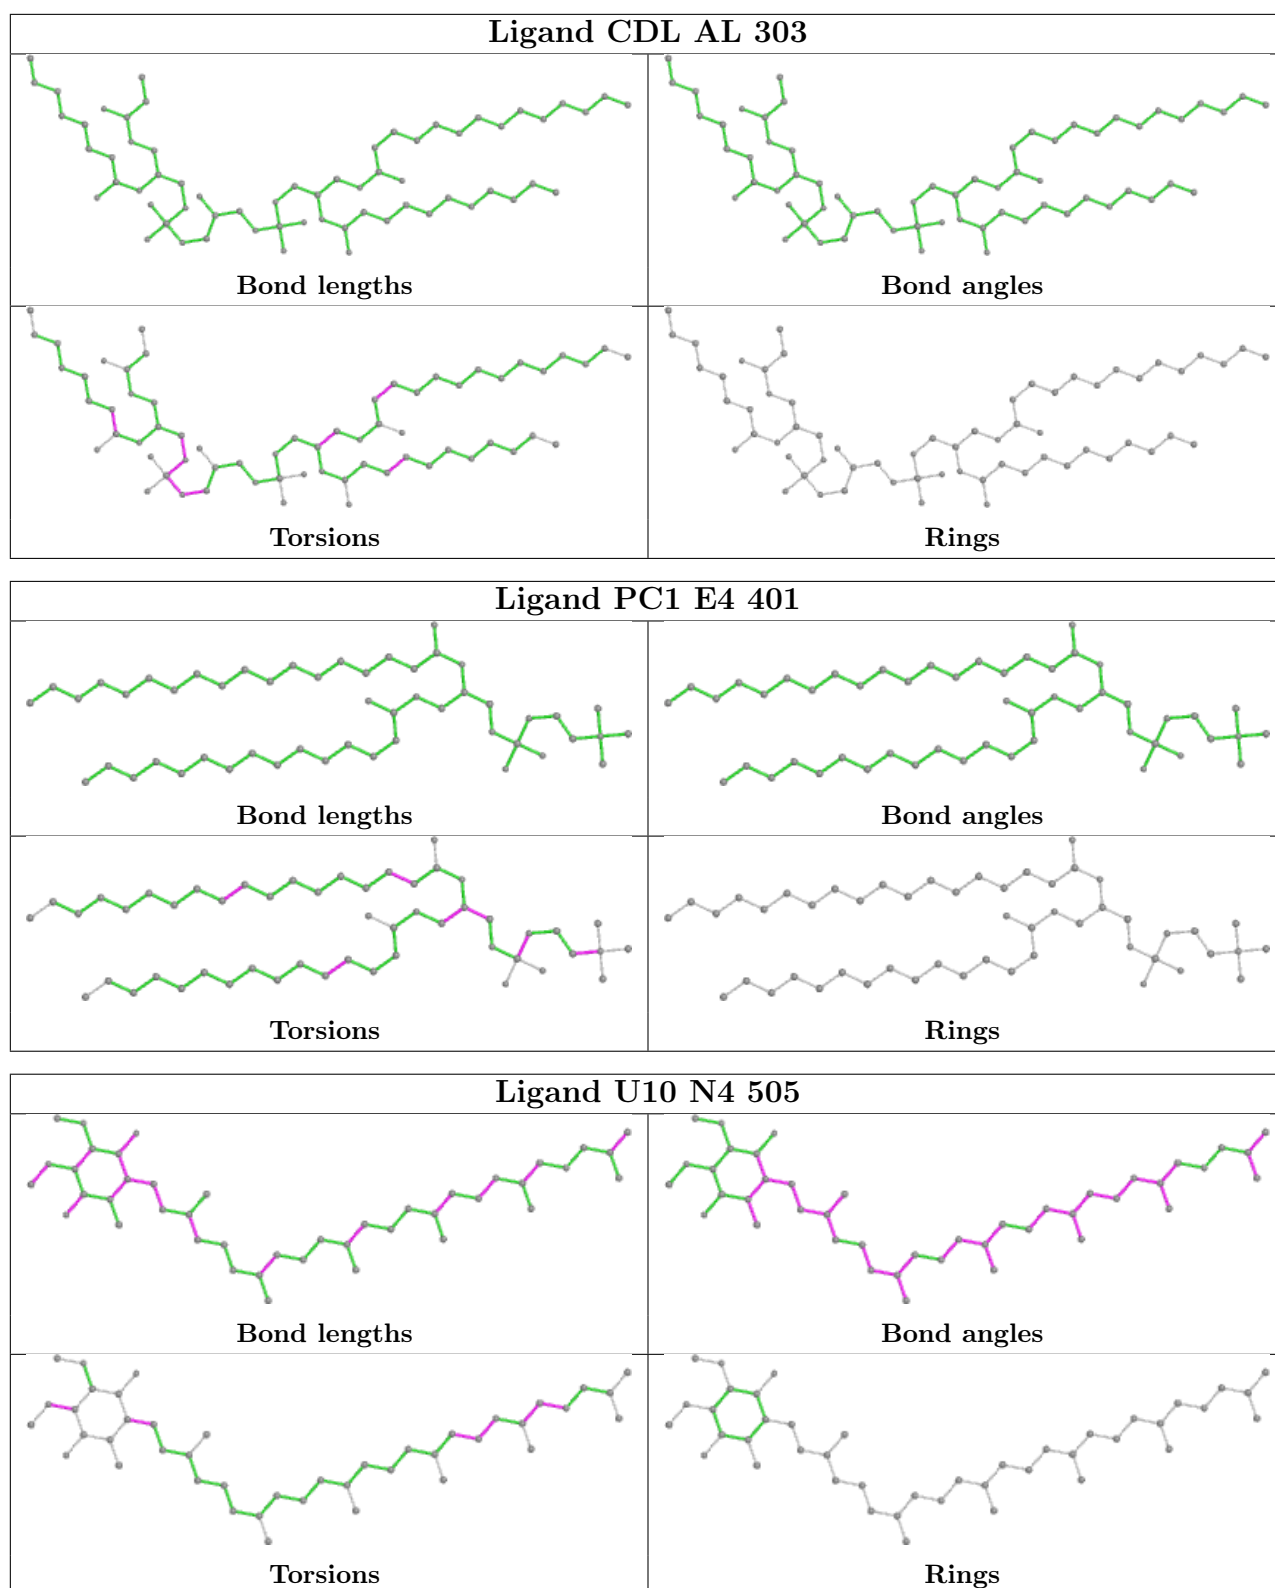 Ligand CDL AL 303
Bond lengths
Bond angles
Torsions
Rings
Ligand PC1 E4 401
Bond lengths
Bond angles
Torsions
Rings
Ligand U10 N4 505
Bond lengths
Bond angles
Torsions
Rings